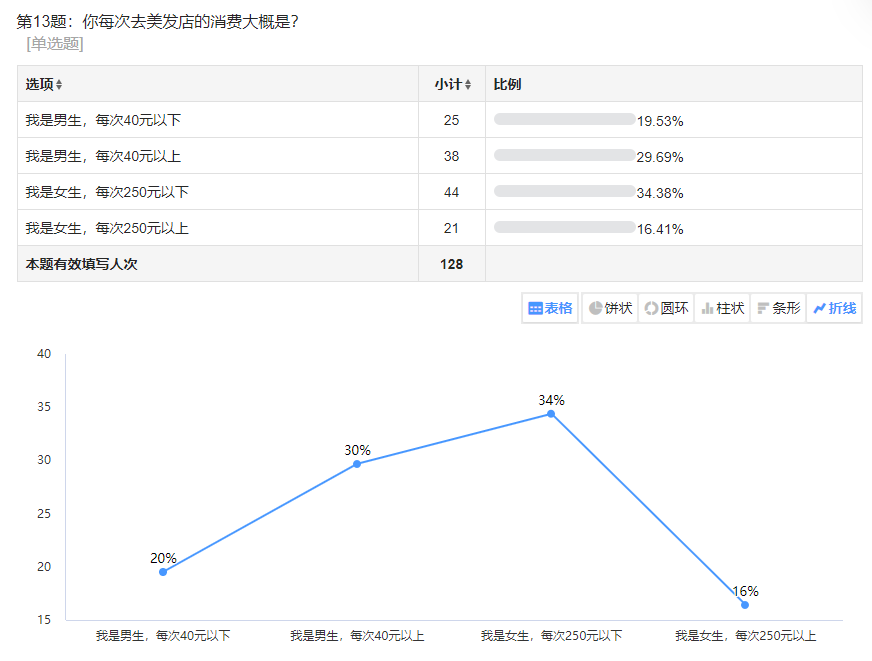 第13题：你每次去美发店的消费大概是？
[单选题]
选项 小计 比例
我是男生，每次40元以下 25 19.53%
我是男生，每次40元以上 38 29.69%
我是女生，每次250元以下 44 34.38%
我是女生，每次250元以上 21 16.41%
本题有效填写人次 128
表格 饼状 圆环 柱状 条形 折线
40
35
30
25
20
15
20%
30%
34%
16%
我是男生，每次40元以下 我是男生，每次40元以上 我是女生，每次250元以下 我是女生，每次250元以上